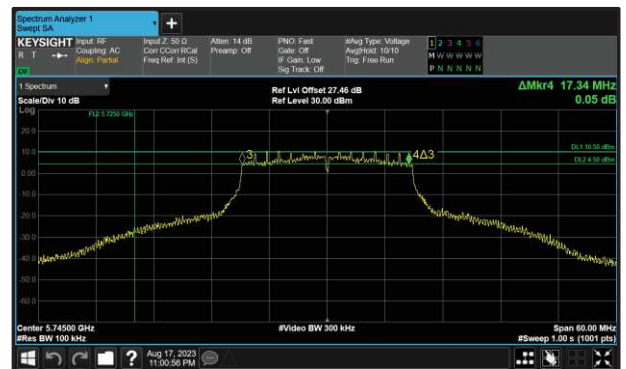 Spectrum Analyzer 1
Swept SA
+
KEYSIGHT Input: RF Input Z: 50 Ω Atten: 14 dB PNO: Fast #Avg Type: Voltage 1 2 3 4 5 6
R T Coupling: AC Corr CCorr RCal Preamp: Off Gate: Off Avg|Hold: 10/10 M W W W W W
Align: Partial Freq Ref: Int (S) IF Gain: Low Trig: Free Run
Sig Track: Off P N N N N N
1 Spectrum Ref Lvl Offset 27.46 dB ΔMkr4 17.34 MHz
Scale/Div 10 dB Ref Level 30.00 dBm 0.05 dB
Log FL2 5.7250 GHz
20.0
DL1 10.50 dBm
10.0
3 4Δ3
DL2 4.50 dBm
0.00
-10.0
-20.0
-30.0
-40.0
-50.0
-60.0
Center 5.74500 GHz #Video BW 300 kHz Span 60.00 MHz
#Res BW 100 kHz #Sweep 1.00 s (1001 pts)
? Aug 17, 2023
11:00:56 PM